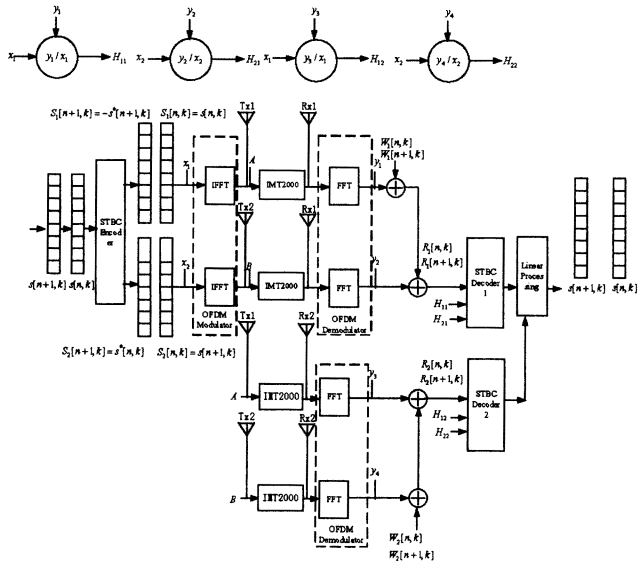 y₁
y₂
y₃
y₄
x₁ y₁ / x₁ H₁₁
x₂ y₂ / x₂ H₂₁
x₁ y₃ / x₁ H₁₂
x₂ y₄ / x₂ H₂₂
S₁[n+1,k] = -s*[n+1,k] S₁[n,k] = s[n,k]
Tx1
Rx1
W₁[n,k]
W₁[n+1,k]
x₁
IFFT
A
IMT2000
FFT
y₁
STBC
Encod
er
s[n+1,k] s[n,k]
Tx2
Rx1
x₂
IFFT
B
IMT2000
FFT
y₂
R₁[n,k]
R₁[n+1,k]
STBC
Decoder
1
H₁₁
H₂₁
Linear
Proces
sing
s[n+1,k] s[n,k]
OFDM
Modulator
OFDM
Demodulator
S₂[n+1,k] = s*[n,k] S₂[n,k] = s[n+1,k]
Tx1
Rx2
A
IMT2000
FFT
y₃
R₂[n,k]
R₂[n+1,k]
STBC
Decoder
2
H₁₂
H₂₂
Tx2
Rx2
B
IMT2000
FFT
y₄
OFDM
Demodulator
W₂[n,k]
W₂[n+1,k]